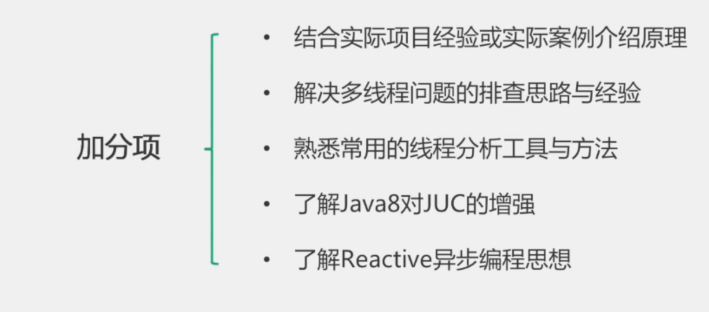 加分项
• 结合实际项目经验或实际案例介绍原理
• 解决多线程问题的排查思路与经验
• 熟悉常用的线程分析工具与方法
• 了解Java8对JUC的增强
• 了解Reactive异步编程思想